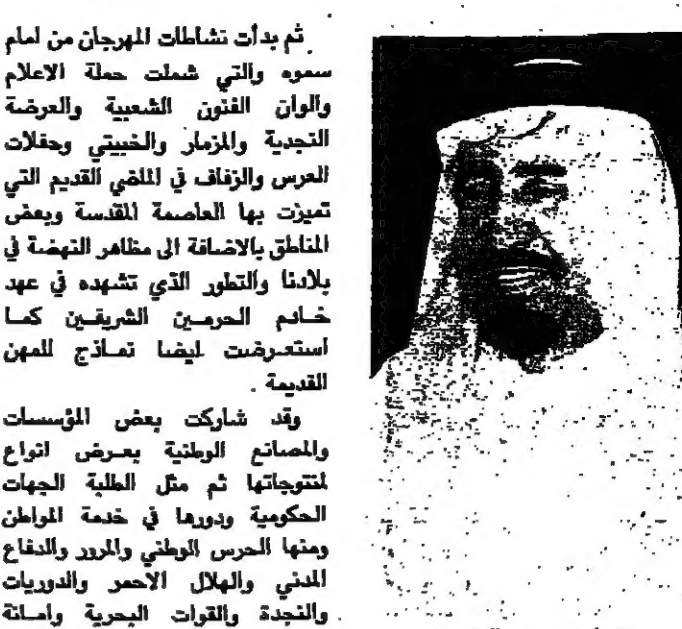 ثم بدأت نشاطات المهرجان من امام
سموه والتي شملت حملة الاعلام
والوان الفنون الشعبية والعرضة
النجدية والمزمار والخبيتي وحفلات
العرس والزفاف في الماضي القديم التي
تميزت بها العاصمة المقدسة وبعض
المناطق بالاضافة الى مظاهر النهضة في
بلادنا والتطور الذي تشهده في عهد
خادم الحرمين الشريفين كما
استعرضت ايضا نماذج للمهن
القديمة .
وقد شاركت بعض المؤسسات
والمصانع الوطنية بعرض انواع
لمنتوجاتها ثم مثل الطلبة الجهات
الحكومية ودورها في خدمة المواطن
ومنها الحرس الوطني والمرور والدفاع
المدني والهلال الاحمر والدوريات
والنجدة والقوات البحرية وامانة